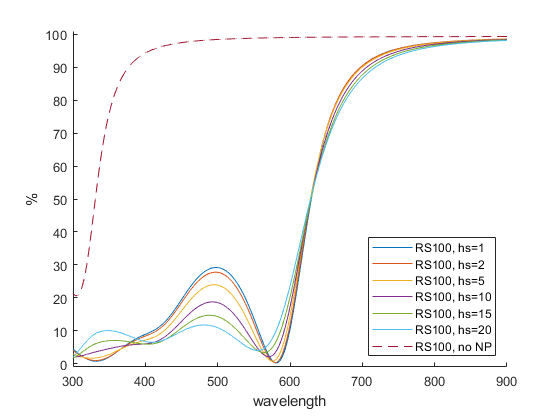 100
90
80
70
60
50
40
30
20
10
0
%
300 400 500 600 700 800 900
wavelength
RS100, hs=1
RS100, hs=2
RS100, hs=5
RS100, hs=10
RS100, hs=15
RS100, hs=20
RS100, no NP